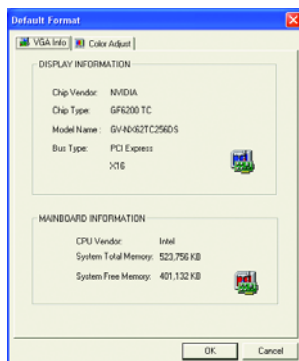 Default Format
VGA Info
Color Adjust
DISPLAY INFORMATION
Chip Vendor: NVIDIA
Chip Type: GF6200 TC
Model Name : GV-NX62TC256DS
Bus Type: PCI Express
X16
MAINBOARD INFORMATION
CPU Vendor: Intel
System Total Memory: 523,756 KB
System Free Memory: 401,132 KB
OK
Cancel